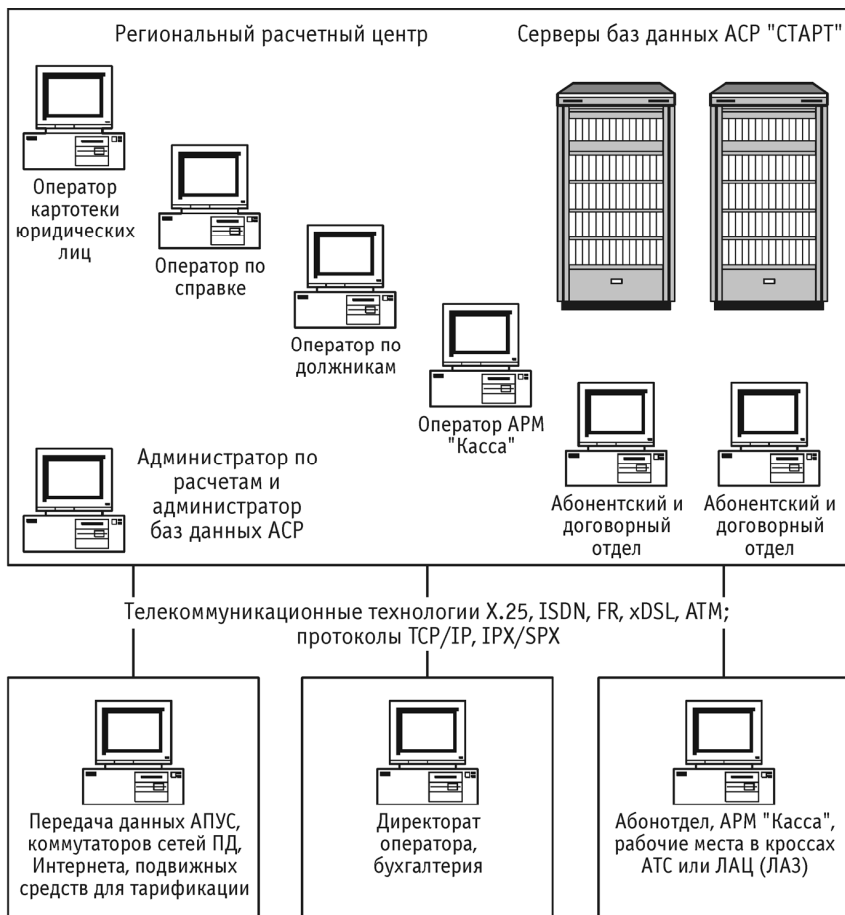 Региональный расчетный центр
Серверы баз данных АСР "СТАРТ"
Оператор
картотеки
юридических
лиц
Оператор по
справке
Оператор по
должникам
Оператор АРМ
"Касса"
Администратор по
расчетам и
администратор
баз данных АСР
Абонентский и
договорный
отдел
Абонентский и
договорный
отдел
Телекоммуникационные технологии X.25, ISDN, FR, xDSL, ATM;
протоколы TCP/IP, IPX/SPX
Передача данных АПУС,
коммутаторов сетей ПД,
Интернета, подвижных
средств для тарификации
Директорат
оператора,
бухгалтерия
Абонотдел, АРМ "Касса",
рабочие места в кроссах
АТС или ЛАЦ (ЛАЗ)